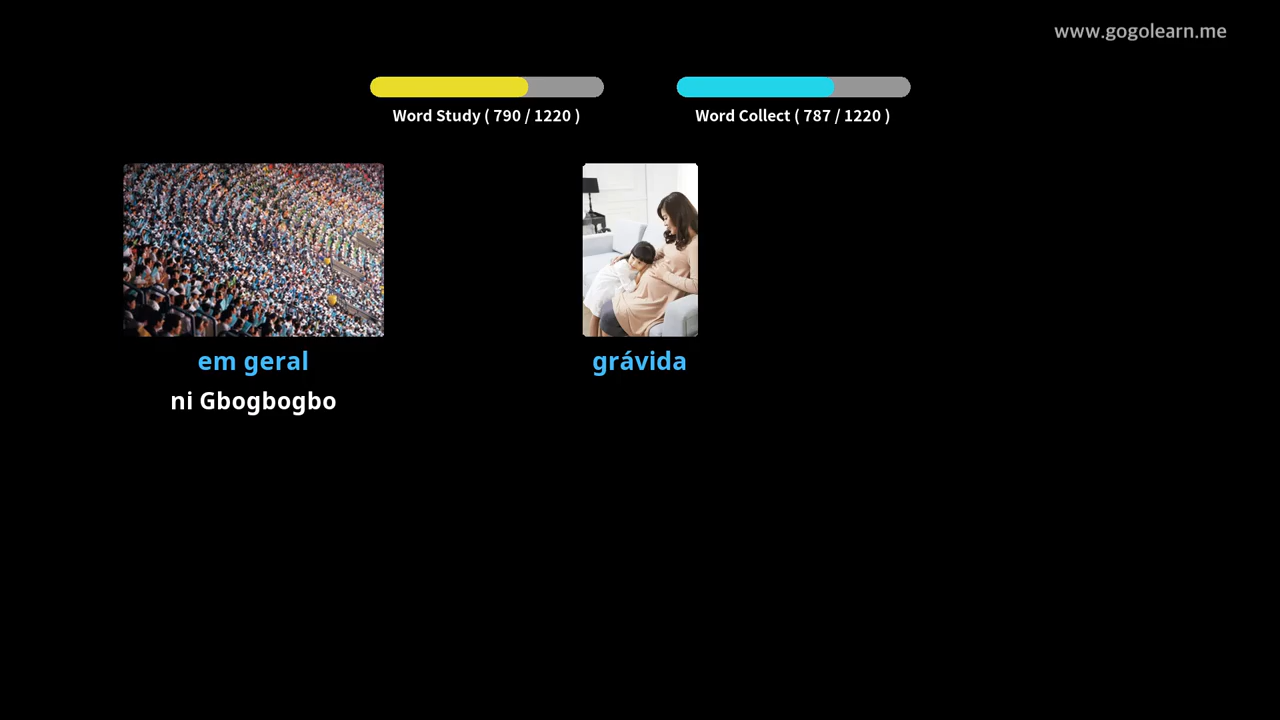 www.gogolearn.me
Word Study ( 790 / 1220 )
Word Collect ( 787 / 1220 )
em geral
ni Gbogbogbo
grávida